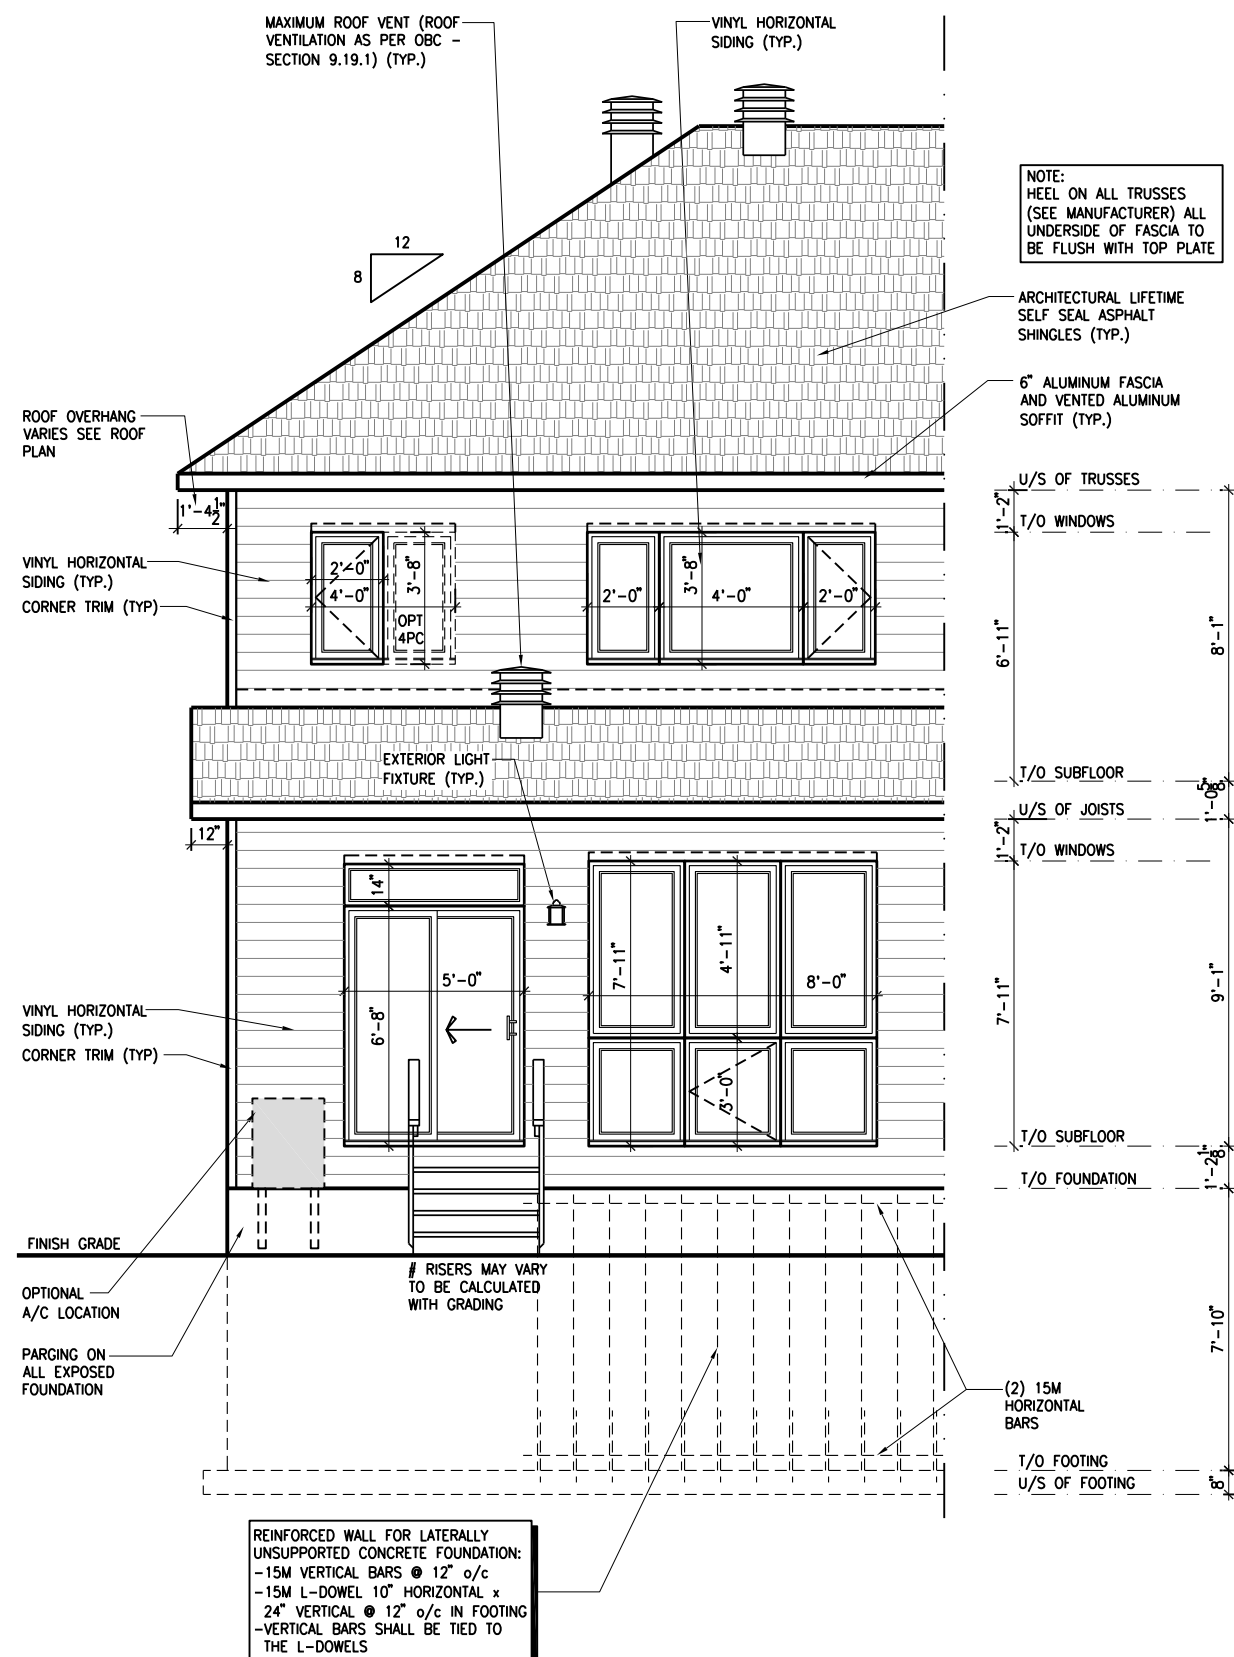 MAXIMUM ROOF VENT (ROOF
VENTILATION AS PER OBC -
SECTION 9.19.1) (TYP.)
VINYL HORIZONTAL
SIDING (TYP.)
NOTE:
HEEL ON ALL TRUSSES
(SEE MANUFACTURER) ALL
UNDERSIDE OF FASCIA TO
BE FLUSH WITH TOP PLATE
12
8
ARCHITECTURAL LIFETIME
SELF SEAL ASPHALT
SHINGLES (TYP.)
6" ALUMINUM FASCIA
AND VENTED ALUMINUM
SOFFIT (TYP.)
ROOF OVERHANG
VARIES SEE ROOF
PLAN
1'-4½"
U/S OF TRUSSES
1'-2"
T/O WINDOWS
VINYL HORIZONTAL
SIDING (TYP.)
CORNER TRIM (TYP)
2'-0"
4'-0"
3'-8"
OPT
4PC
2'-0"
3'-8"
4'-0"
2'-0"
6'-11"
8'-1"
EXTERIOR LIGHT
FIXTURE (TYP.)
T/O SUBFLOOR
1'-0⅝"
U/S OF JOISTS
12"
1'-2"
T/O WINDOWS
14"
5'-0"
6'-8"
7'-11"
4'-11"
8'-0"
3'-0"
7'-11"
9'-1"
VINYL HORIZONTAL
SIDING (TYP.)
CORNER TRIM (TYP)
T/O SUBFLOOR
1'-2⅛"
T/O FOUNDATION
FINISH GRADE
# RISERS MAY VARY
TO BE CALCULATED
WITH GRADING
OPTIONAL
A/C LOCATION
PARGING ON
ALL EXPOSED
FOUNDATION
7'-10"
(2) 15M
HORIZONTAL
BARS
T/O FOOTING
U/S OF FOOTING
8"
REINFORCED WALL FOR LATERALLY
UNSUPPORTED CONCRETE FOUNDATION:
-15M VERTICAL BARS @ 12" o/c
-15M L-DOWEL 10" HORIZONTAL x
24" VERTICAL @ 12" o/c IN FOOTING
-VERTICAL BARS SHALL BE TIED TO
THE L-DOWELS